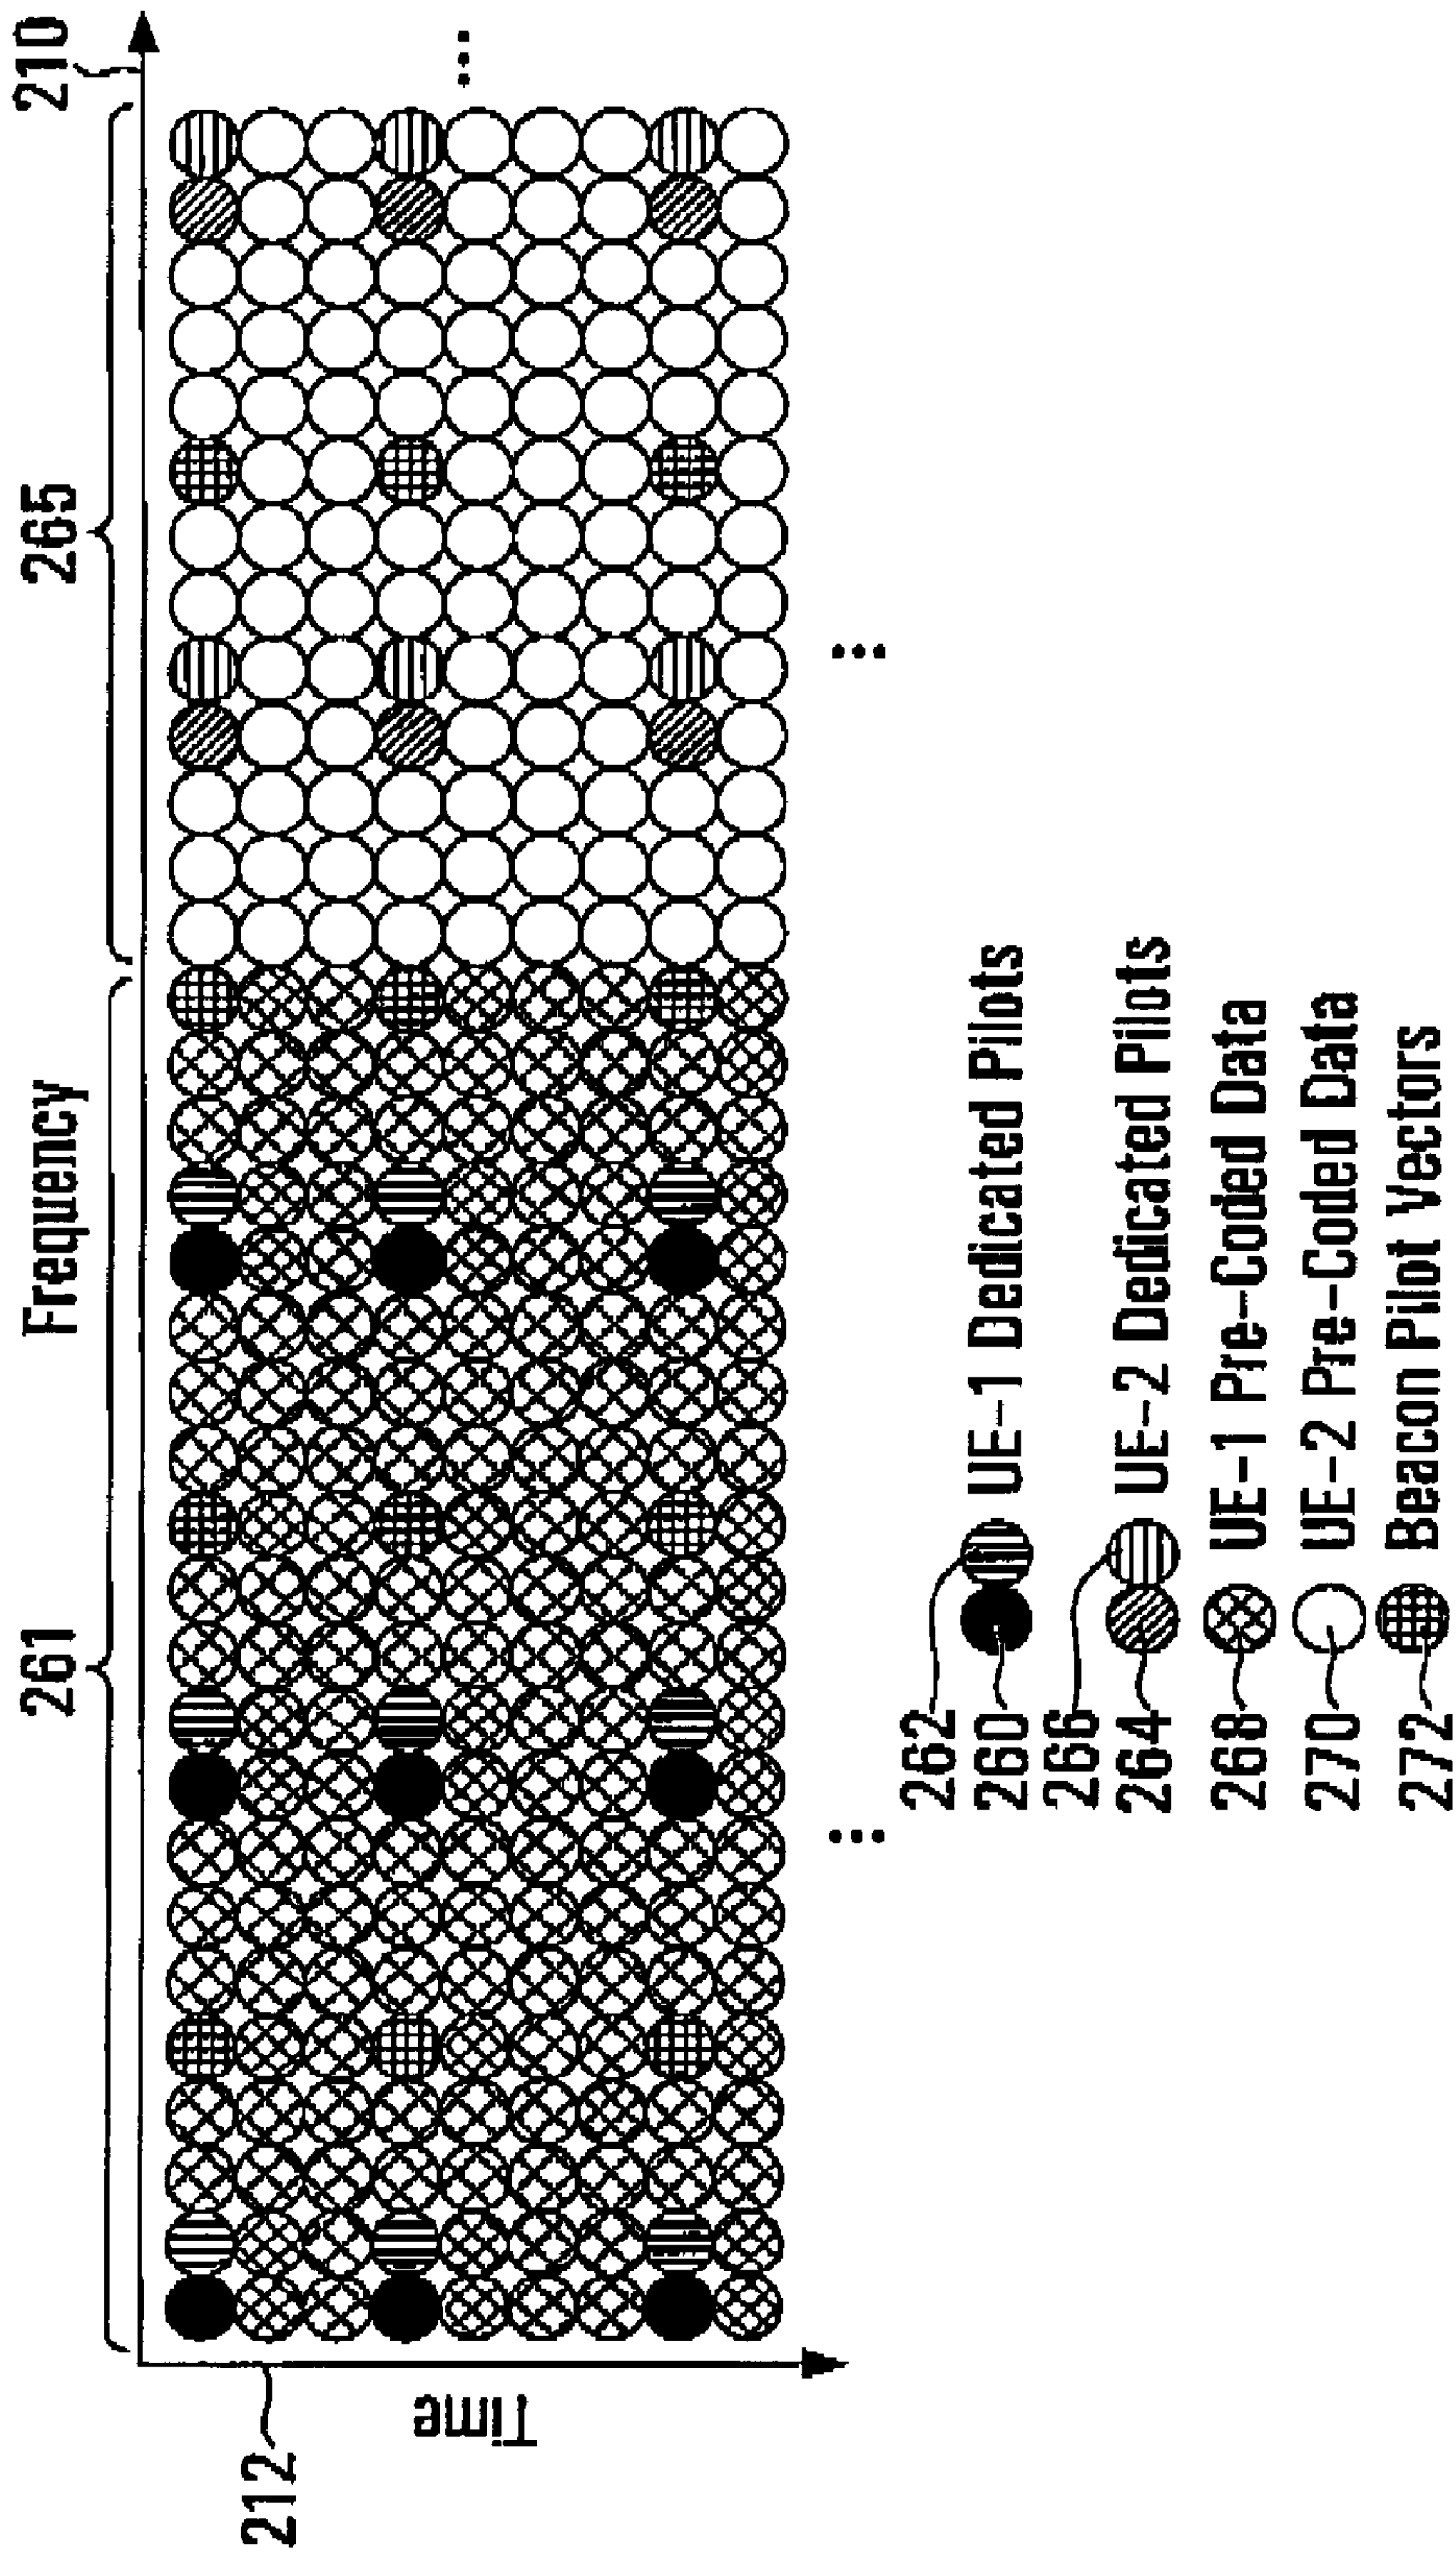 Frequency
210
261
265
212
Time
...
...
...
262
260
UE-1 Dedicated Pilots
266
264
UE-2 Dedicated Pilots
268
UE-1 Pre-Coded Data
270
UE-2 Pre-Coded Data
272
Beacon Pilot Vectors